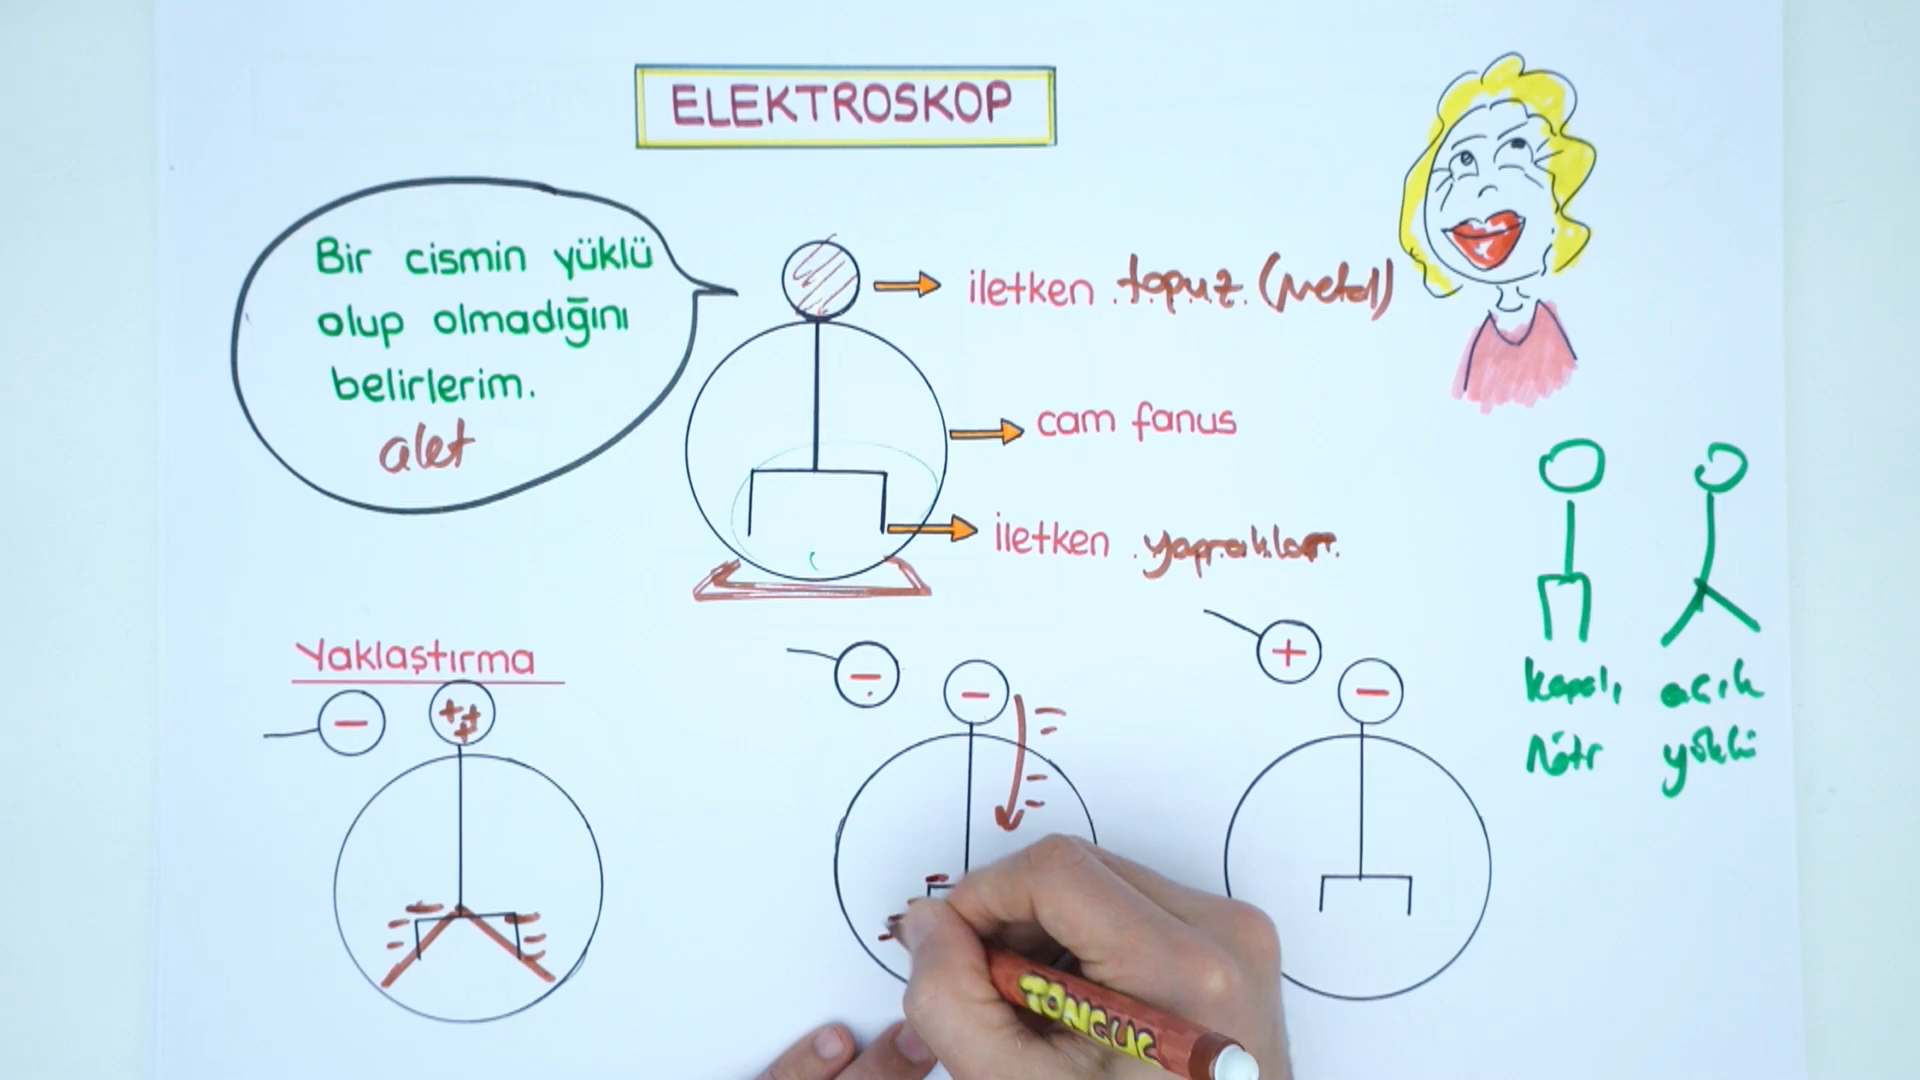 ELEKTROSKOP
Bir cismin yüklü
olup olmadığını
belirlerim.
alet
iletken topuz (Metal)
cam fanus
iletken yapraklar
Yaklaştırma
−
+ + +
−
−
+
−
kapalı açık
Nötr yüklü
TONGUÇ